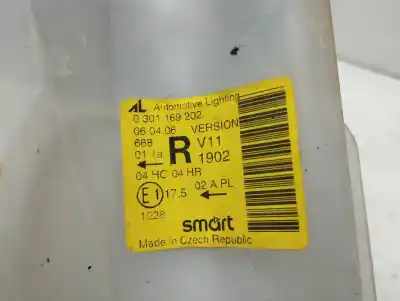 AL Automotive Lighting
0 301 169 202
06 04.06 VERSION
668 R V11
01 1a 1902
04 HC 04 HR
E1 17.5 02 A PL
1028
smart
Made in Czech Republic